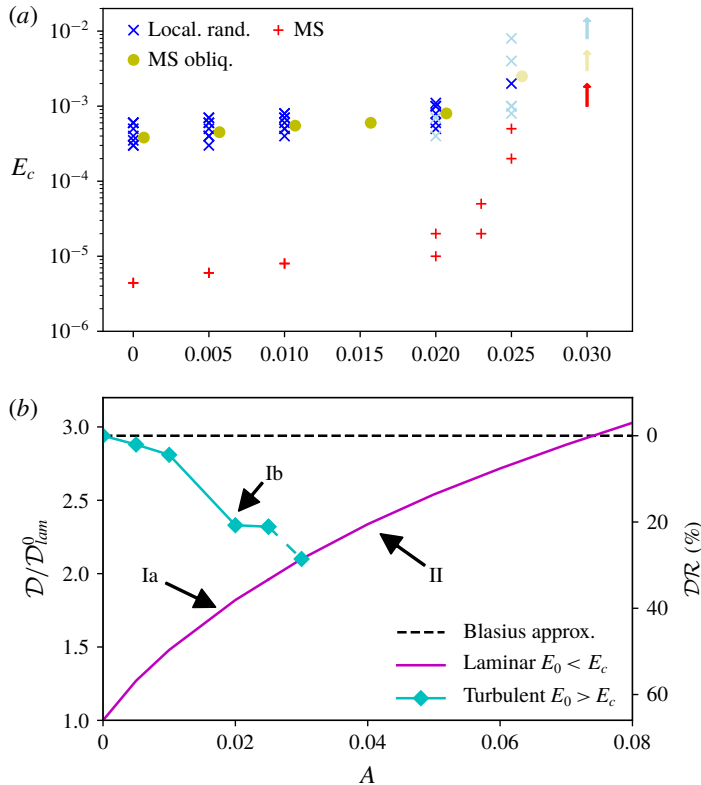 (a)
Local. rand. MS
MS obliq.
10⁻²
10⁻³
E_c
10⁻⁴
10⁻⁵
10⁻⁶
0 0.005 0.010 0.015 0.020 0.025 0.030
(b)
3.0 0
2.5
20
2.0
40
1.5
60
1.0
D/D⁰_lam
DR (%)
Ib
Ia
II
Blasius approx.
Laminar E₀ < E_c
Turbulent E₀ > E_c
0 0.02 0.04 0.06 0.08
A